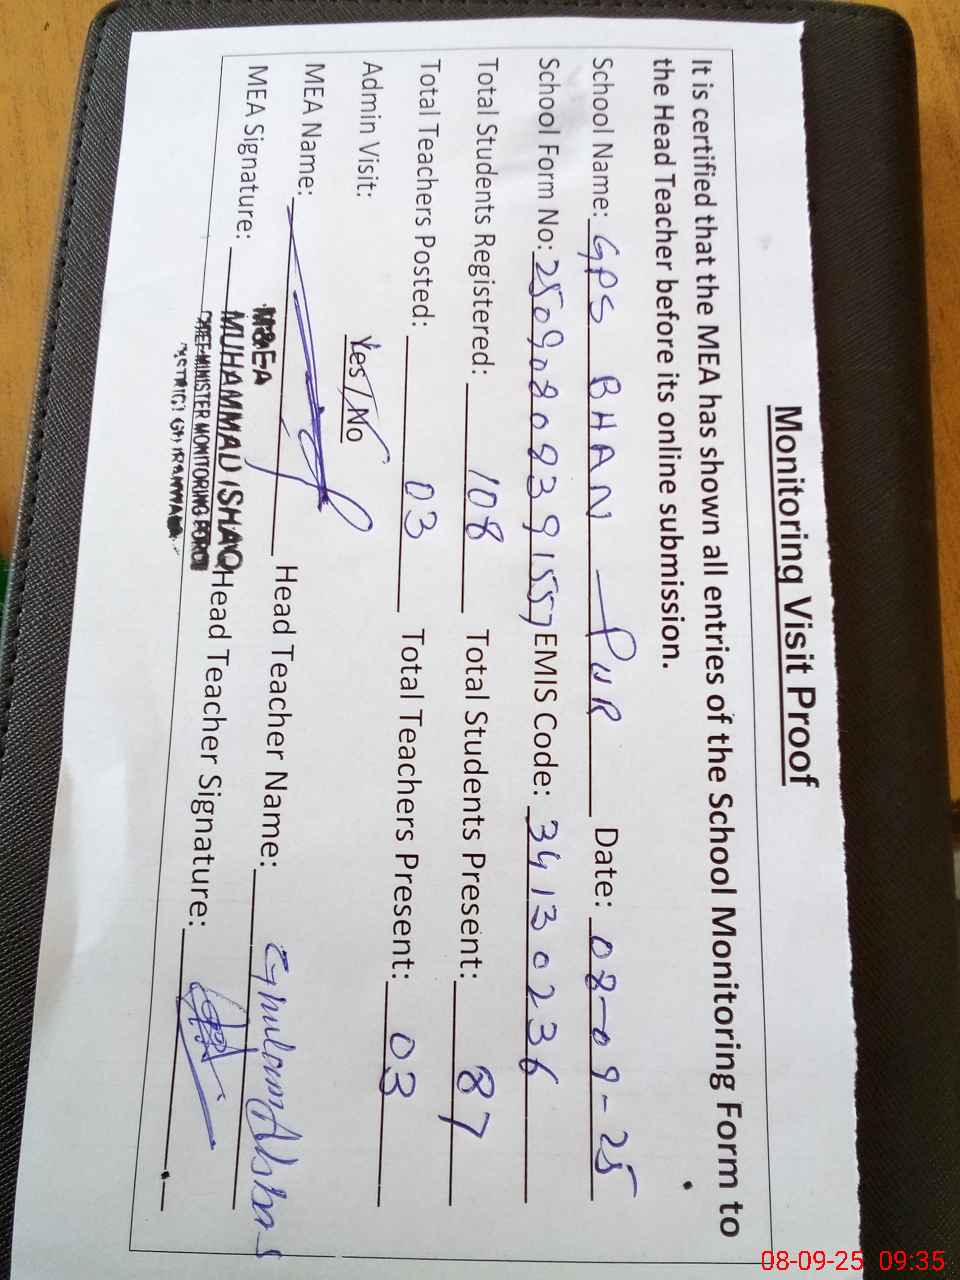 Monitoring Visit Proof
It is certified that the MEA has shown all entries of the School Monitoring Form to
the Head Teacher before its online submission.
School Name: GPS BHAN PUR Date: 08-09-25
School Form No: 25090809391557 EMIS Code: 34130236
Total Students Registered: 108 Total Students Present: 87
Total Teachers Posted: 03 Total Teachers Present: 03
Admin Visit: Yes / No
MEA Name: Head Teacher Name: Ghulam Abbas
MEA Signature: Head Teacher Signature:
M&EA
MUHAMMAD ISHAQ
CHIEF MINISTER MONITORING FORCE
DISTRICT
08-09-25 09:35